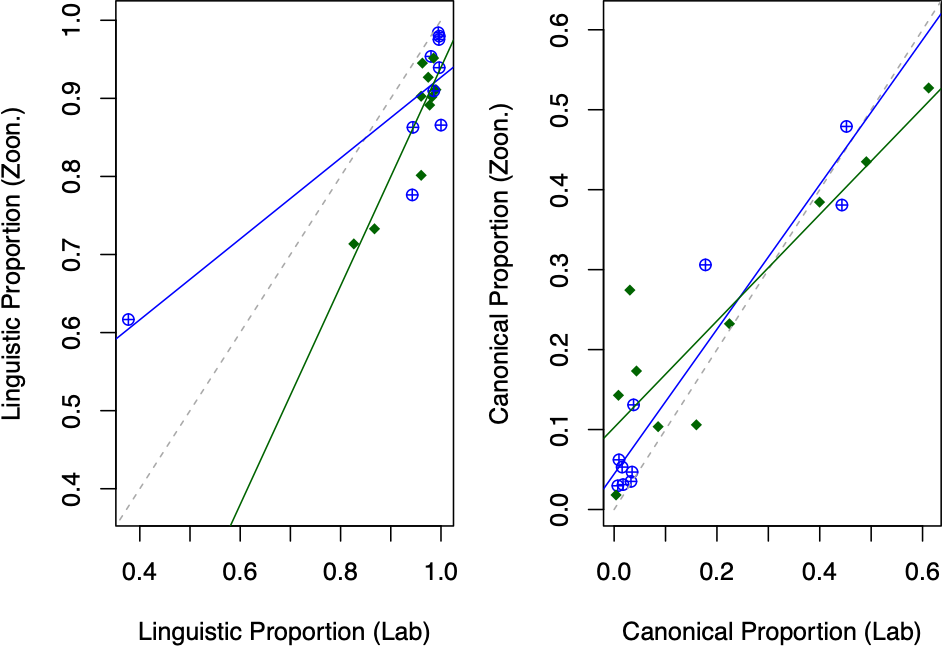 Linguistic Proportion (Zoon.)
1.0
0.9
0.8
0.7
0.6
0.5
0.4
0.4 0.6 0.8 1.0
Linguistic Proportion (Lab)
Canonical Proportion (Zoon.)
0.6
0.5
0.4
0.3
0.2
0.1
0.0
0.0 0.2 0.4 0.6
Canonical Proportion (Lab)